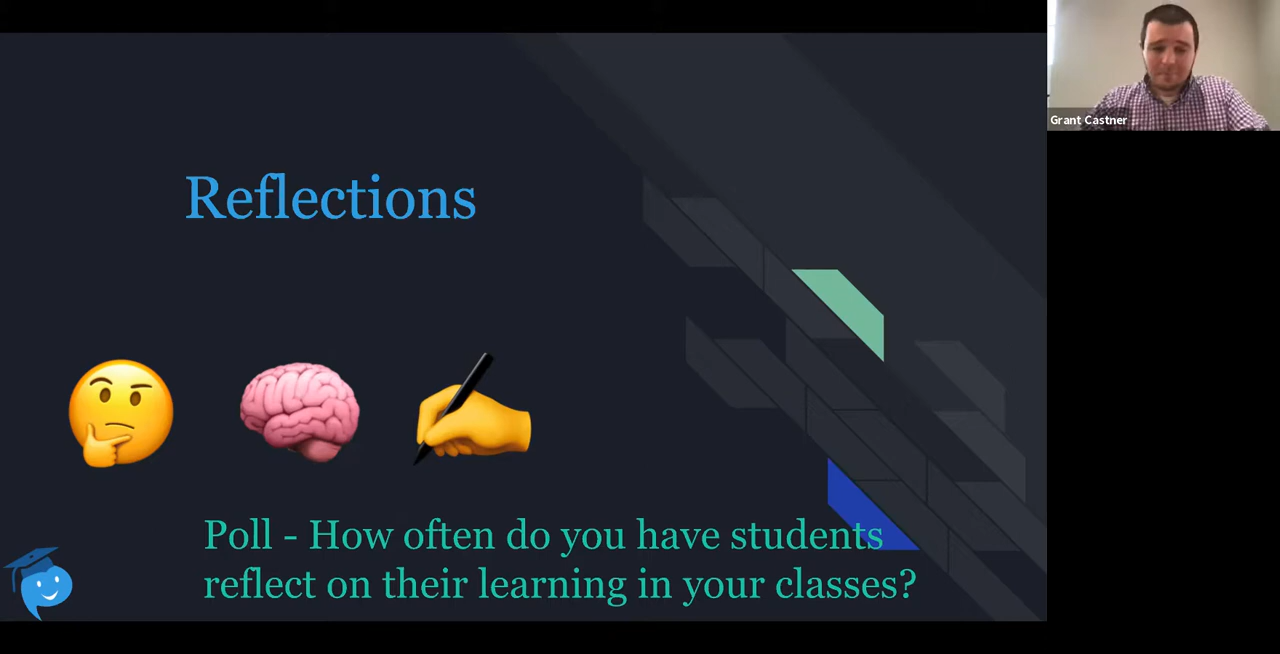 Reflections
Poll - How often do you have students
reflect on their learning in your classes?
Grant Castner